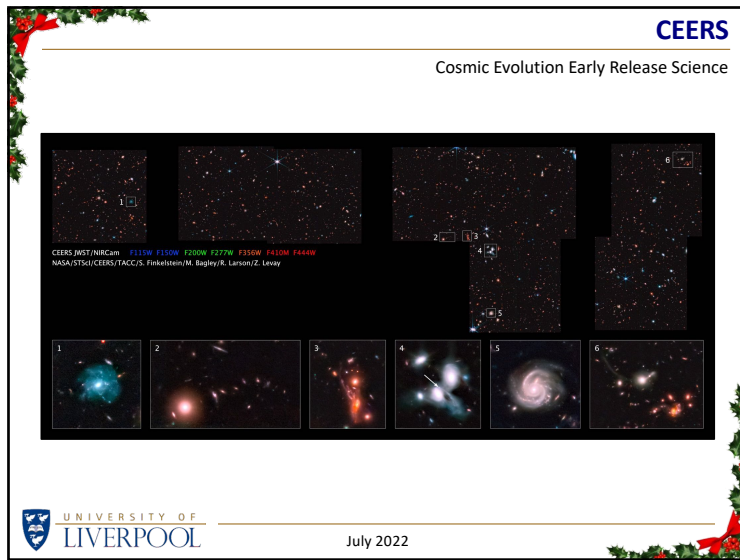 CEERS
Cosmic Evolution Early Release Science
1
2
3
4
5
6
CEERS JWST/NIRCam F115W F150W F200W F277W F356W F410M F444W
NASA/STScI/CEERS/TACC/S. Finkelstein/M. Bagley/R. Larson/Z. Levay
1
2
3
4
5
6
UNIVERSITY OF
LIVERPOOL
July 2022